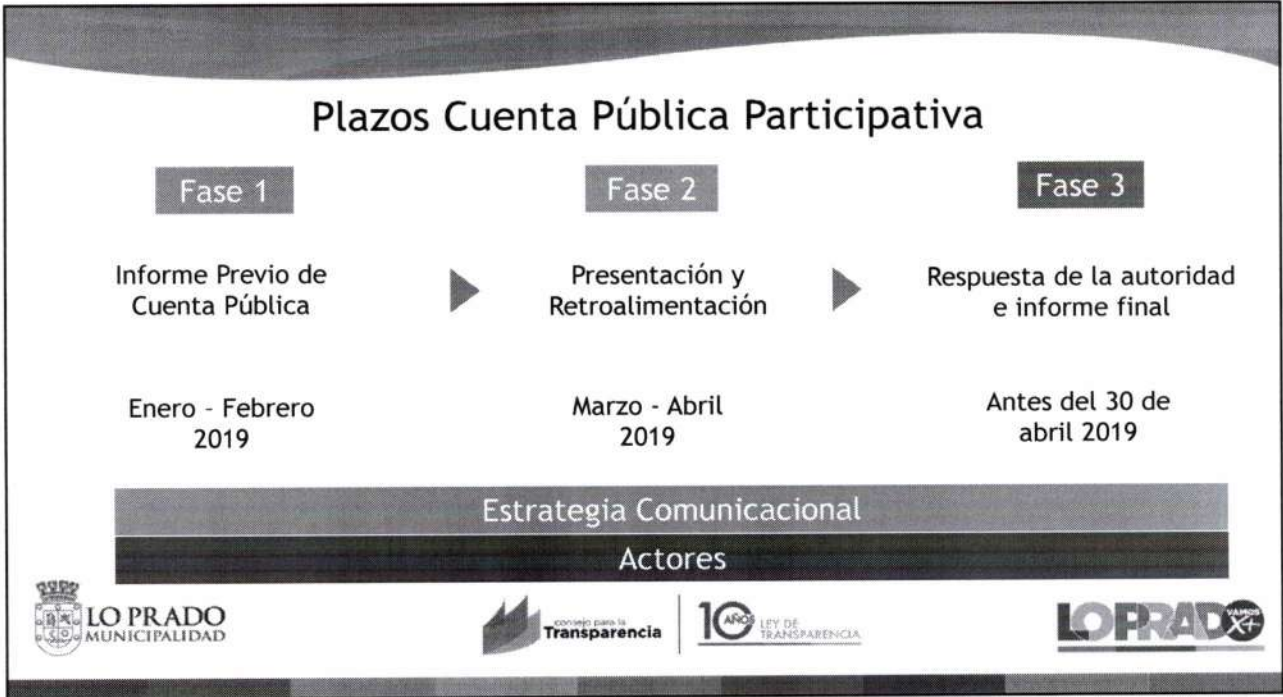 Plazos Cuenta Pública Participativa
Fase 1
Fase 2
Fase 3
Informe Previo de
Cuenta Pública
Presentación y
Retroalimentación
Respuesta de la autoridad
e informe final
Enero - Febrero
2019
Marzo - Abril
2019
Antes del 30 de
abril 2019
Estrategia Comunicacional
Actores
LO PRADO
MUNICIPALIDAD
consejo para la
Transparencia
10 AÑOS
LEY DE
TRANSPARENCIA
LOPRADO
VAMOS
X+